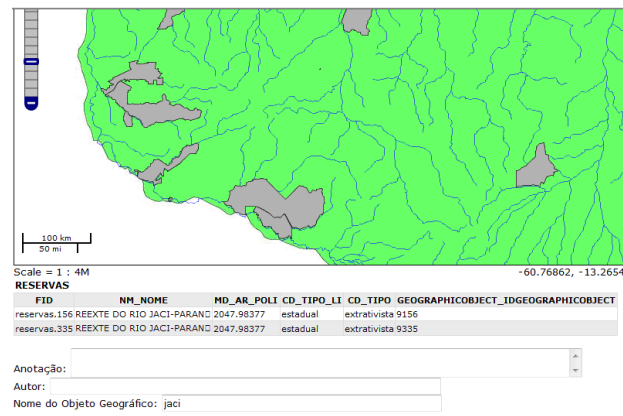 100 km
50 mi
Scale = 1 : 4M
-60.76862, -13.2654
RESERVAS
FID NM_NOME MD_AR_POLI CD_TIPO_LI CD_TIPO GEOGRAPHICOBJECT_IDGEOGRAPHICOBJECT
reservas.156 REEXTE DO RIO JACI-PARANÐ 2047.98377 estadual extrativista 9156
reservas.335 REEXTE DO RIO JACI-PARANÐ 2047.98377 estadual extrativista 9335
Anotação:
Autor:
Nome do Objeto Geográfico: jaci